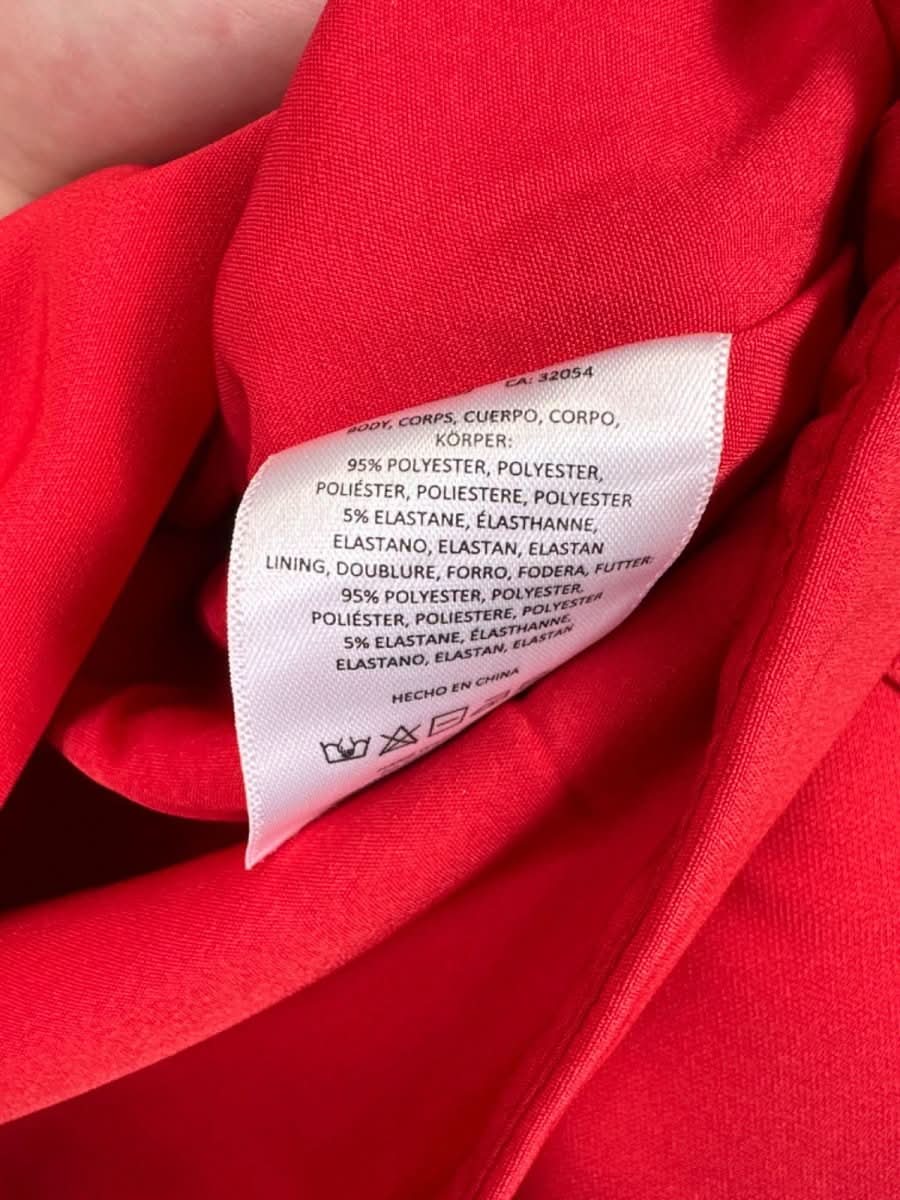 CA: 32054
BODY, CORPS, CUERPO, CORPO,
KÖRPER:
95% POLYESTER, POLYESTER,
POLIÉSTER, POLIESTERE, POLYESTER
5% ELASTANE, ÉLASTHANNE,
ELASTANO, ELASTAN, ELASTAN
LINING, DOUBLURE, FORRO, FODERA, FUTTER:
95% POLYESTER, POLYESTER,
POLIÉSTER, POLIESTERE, POLYESTER
5% ELASTANE, ÉLASTHANNE,
ELASTANO, ELASTAN, ELASTAN
HECHO EN CHINA